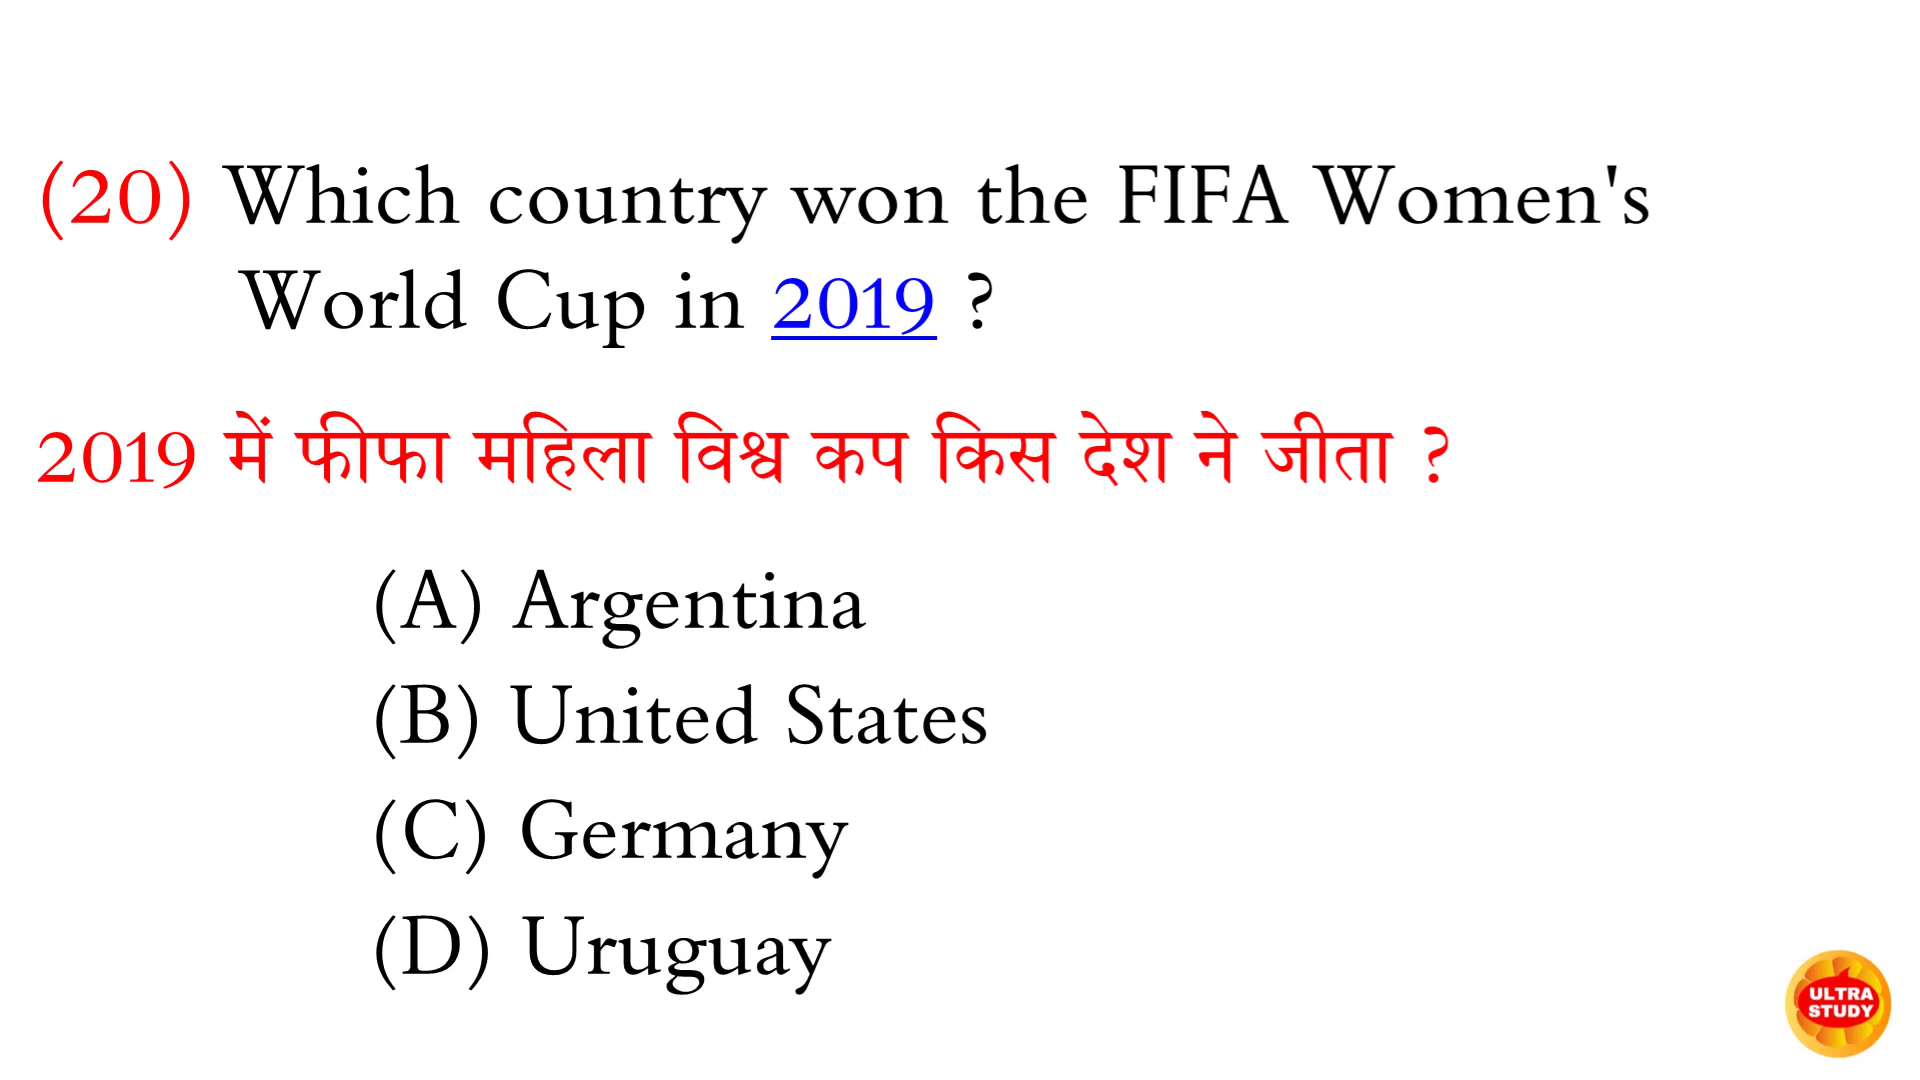 (20) Which country won the FIFA Women's
World Cup in 2019 ?
2019 में फीफा महिला विश्व कप किस देश ने जीता ?
(A) Argentina
(B) United States
(C) Germany
(D) Uruguay
ULTRA
STUDY